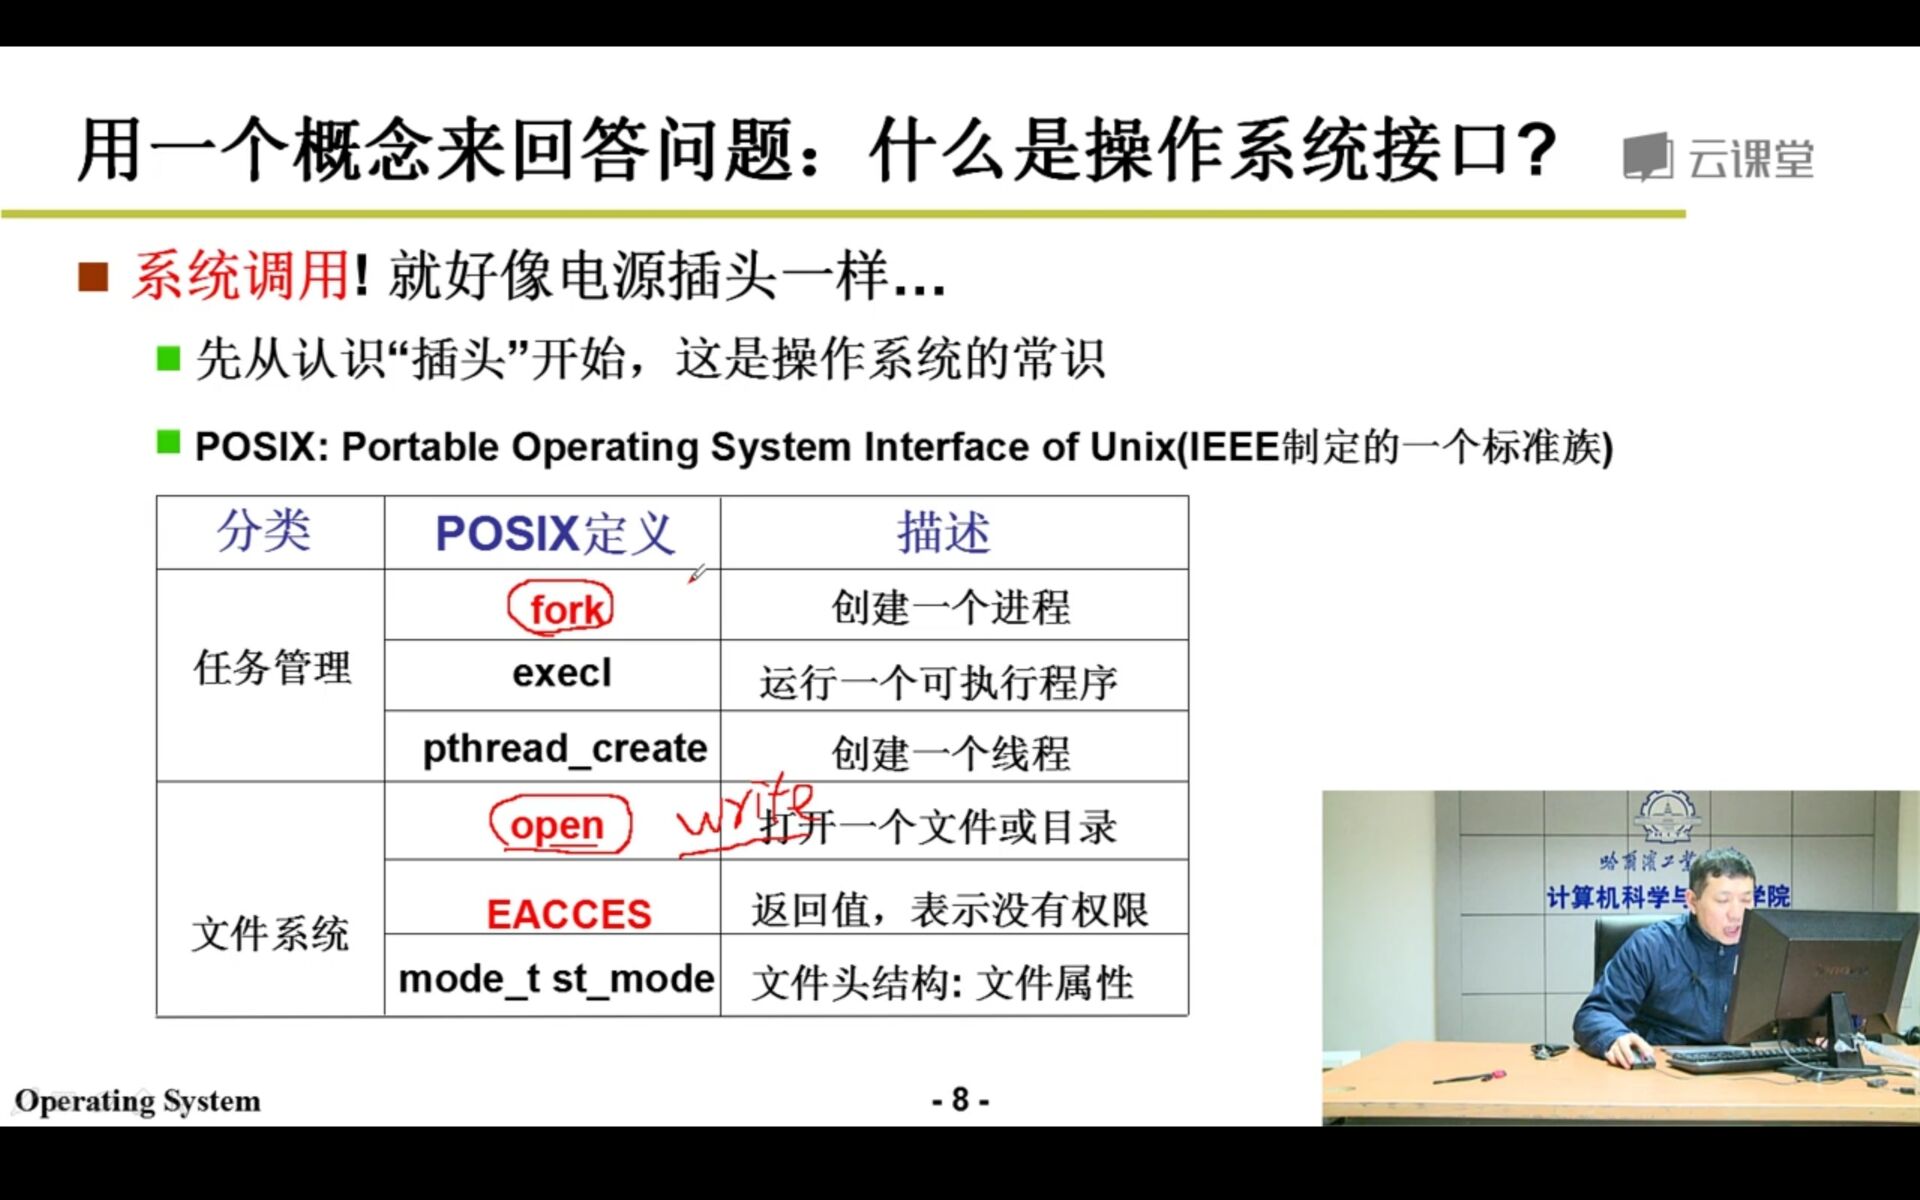 用一个概念来回答问题：什么是操作系统接口?
云课堂
系统调用! 就好像电源插头一样...
先从认识“插头”开始，这是操作系统的常识
POSIX: Portable Operating System Interface of Unix(IEEE制定的一个标准族)
分类 POSIX定义 描述
任务管理
fork 创建一个进程
execl 运行一个可执行程序
pthread_create 创建一个线程
文件系统
open write 打开一个文件或目录
EACCES 返回值，表示没有权限
mode_t st_mode 文件头结构: 文件属性
哈尔滨工业
计算机科学与 学院
Operating System
- 8 -